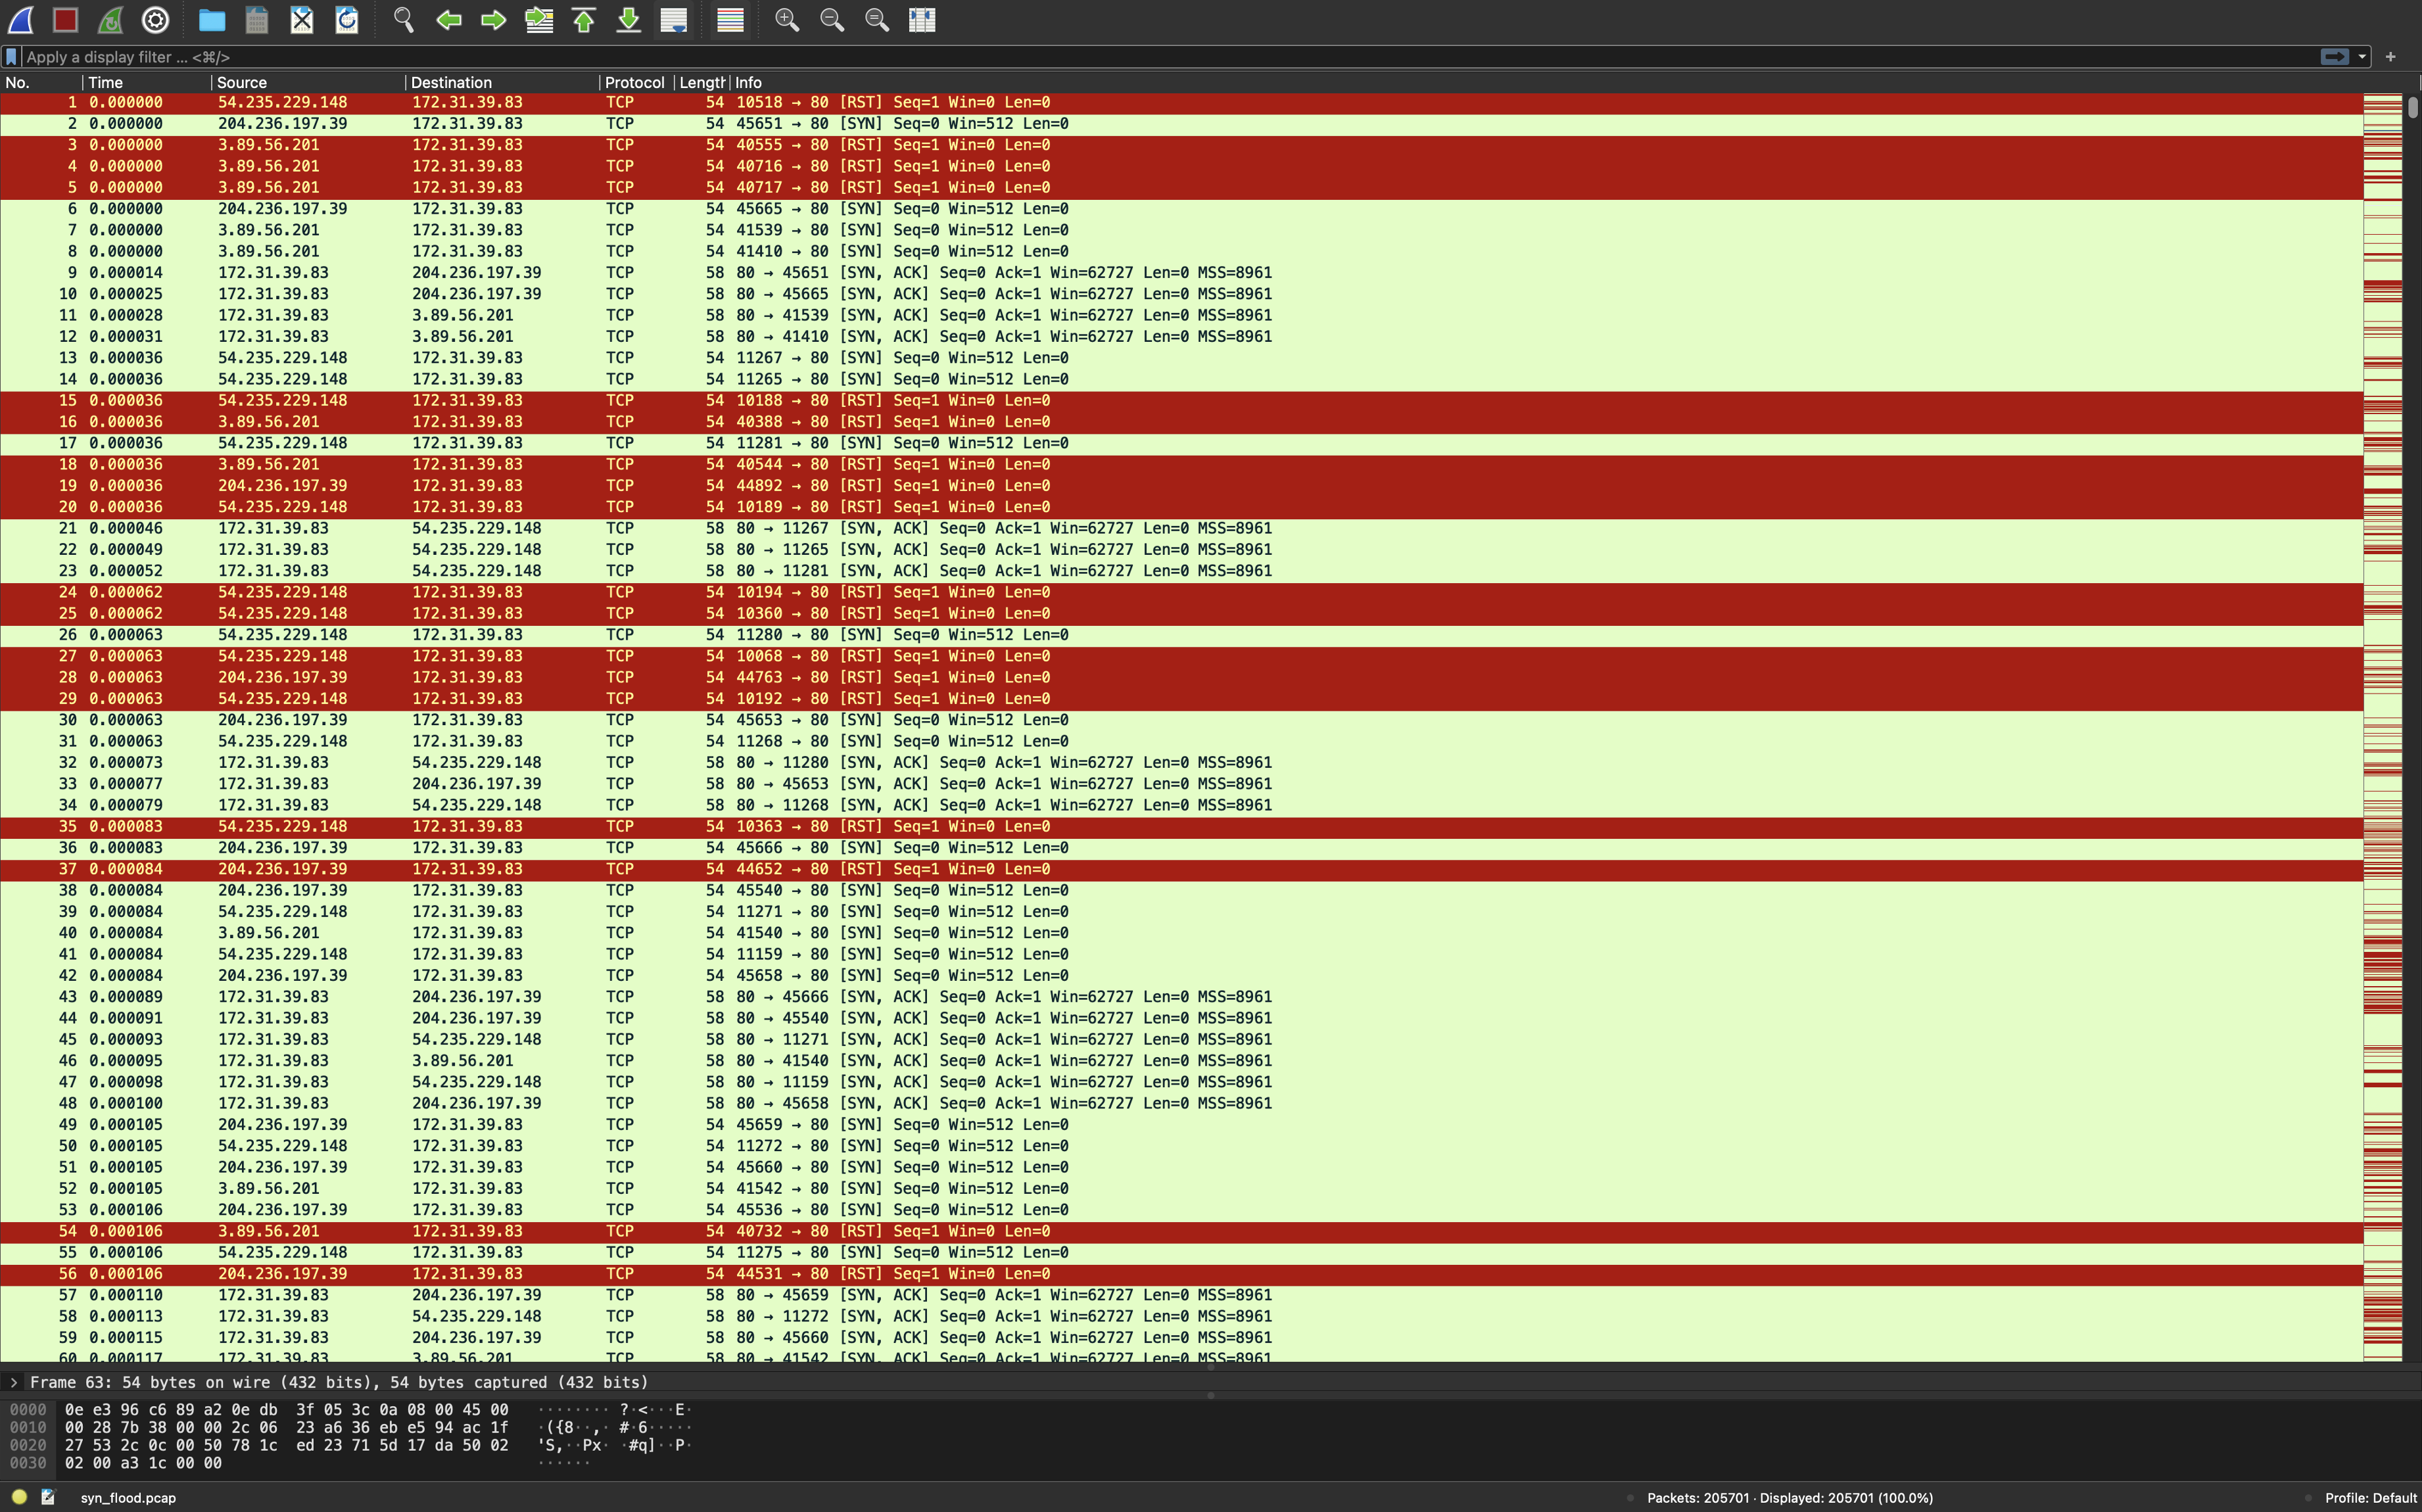 Apply a display filter ... <⌘/>
No. Time Source Destination Protocol Length Info
1 0.000000 54.235.229.148 172.31.39.83 TCP 54 10518 → 80 [RST] Seq=1 Win=0 Len=0
2 0.000000 204.236.197.39 172.31.39.83 TCP 54 45651 → 80 [SYN] Seq=0 Win=512 Len=0
3 0.000000 3.89.56.201 172.31.39.83 TCP 54 40555 → 80 [RST] Seq=1 Win=0 Len=0
4 0.000000 3.89.56.201 172.31.39.83 TCP 54 40716 → 80 [RST] Seq=1 Win=0 Len=0
5 0.000000 3.89.56.201 172.31.39.83 TCP 54 40717 → 80 [RST] Seq=1 Win=0 Len=0
6 0.000000 204.236.197.39 172.31.39.83 TCP 54 45665 → 80 [SYN] Seq=0 Win=512 Len=0
7 0.000000 3.89.56.201 172.31.39.83 TCP 54 41539 → 80 [SYN] Seq=0 Win=512 Len=0
8 0.000000 3.89.56.201 172.31.39.83 TCP 54 41410 → 80 [SYN] Seq=0 Win=512 Len=0
9 0.000014 172.31.39.83 204.236.197.39 TCP 58 80 → 45651 [SYN, ACK] Seq=0 Ack=1 Win=62727 Len=0 MSS=8961
10 0.000025 172.31.39.83 204.236.197.39 TCP 58 80 → 45665 [SYN, ACK] Seq=0 Ack=1 Win=62727 Len=0 MSS=8961
11 0.000028 172.31.39.83 3.89.56.201 TCP 58 80 → 41539 [SYN, ACK] Seq=0 Ack=1 Win=62727 Len=0 MSS=8961
12 0.000031 172.31.39.83 3.89.56.201 TCP 58 80 → 41410 [SYN, ACK] Seq=0 Ack=1 Win=62727 Len=0 MSS=8961
13 0.000036 54.235.229.148 172.31.39.83 TCP 54 11267 → 80 [SYN] Seq=0 Win=512 Len=0
14 0.000036 54.235.229.148 172.31.39.83 TCP 54 11265 → 80 [SYN] Seq=0 Win=512 Len=0
15 0.000036 54.235.229.148 172.31.39.83 TCP 54 10188 → 80 [RST] Seq=1 Win=0 Len=0
16 0.000036 3.89.56.201 172.31.39.83 TCP 54 40388 → 80 [RST] Seq=1 Win=0 Len=0
17 0.000036 54.235.229.148 172.31.39.83 TCP 54 11281 → 80 [SYN] Seq=0 Win=512 Len=0
18 0.000036 3.89.56.201 172.31.39.83 TCP 54 40544 → 80 [RST] Seq=1 Win=0 Len=0
19 0.000036 204.236.197.39 172.31.39.83 TCP 54 44892 → 80 [RST] Seq=1 Win=0 Len=0
20 0.000036 54.235.229.148 172.31.39.83 TCP 54 10189 → 80 [RST] Seq=1 Win=0 Len=0
21 0.000046 172.31.39.83 54.235.229.148 TCP 58 80 → 11267 [SYN, ACK] Seq=0 Ack=1 Win=62727 Len=0 MSS=8961
22 0.000049 172.31.39.83 54.235.229.148 TCP 58 80 → 11265 [SYN, ACK] Seq=0 Ack=1 Win=62727 Len=0 MSS=8961
23 0.000052 172.31.39.83 54.235.229.148 TCP 58 80 → 11281 [SYN, ACK] Seq=0 Ack=1 Win=62727 Len=0 MSS=8961
24 0.000062 54.235.229.148 172.31.39.83 TCP 54 10194 → 80 [RST] Seq=1 Win=0 Len=0
25 0.000062 54.235.229.148 172.31.39.83 TCP 54 10360 → 80 [RST] Seq=1 Win=0 Len=0
26 0.000063 54.235.229.148 172.31.39.83 TCP 54 11280 → 80 [SYN] Seq=0 Win=512 Len=0
27 0.000063 54.235.229.148 172.31.39.83 TCP 54 10068 → 80 [RST] Seq=1 Win=0 Len=0
28 0.000063 204.236.197.39 172.31.39.83 TCP 54 44763 → 80 [RST] Seq=1 Win=0 Len=0
29 0.000063 54.235.229.148 172.31.39.83 TCP 54 10192 → 80 [RST] Seq=1 Win=0 Len=0
30 0.000063 204.236.197.39 172.31.39.83 TCP 54 45653 → 80 [SYN] Seq=0 Win=512 Len=0
31 0.000063 54.235.229.148 172.31.39.83 TCP 54 11268 → 80 [SYN] Seq=0 Win=512 Len=0
32 0.000073 172.31.39.83 54.235.229.148 TCP 58 80 → 11280 [SYN, ACK] Seq=0 Ack=1 Win=62727 Len=0 MSS=8961
33 0.000077 172.31.39.83 204.236.197.39 TCP 58 80 → 45653 [SYN, ACK] Seq=0 Ack=1 Win=62727 Len=0 MSS=8961
34 0.000079 172.31.39.83 54.235.229.148 TCP 58 80 → 11268 [SYN, ACK] Seq=0 Ack=1 Win=62727 Len=0 MSS=8961
35 0.000083 54.235.229.148 172.31.39.83 TCP 54 10363 → 80 [RST] Seq=1 Win=0 Len=0
36 0.000083 204.236.197.39 172.31.39.83 TCP 54 45666 → 80 [SYN] Seq=0 Win=512 Len=0
37 0.000084 204.236.197.39 172.31.39.83 TCP 54 44652 → 80 [RST] Seq=1 Win=0 Len=0
38 0.000084 204.236.197.39 172.31.39.83 TCP 54 45540 → 80 [SYN] Seq=0 Win=512 Len=0
39 0.000084 54.235.229.148 172.31.39.83 TCP 54 11271 → 80 [SYN] Seq=0 Win=512 Len=0
40 0.000084 3.89.56.201 172.31.39.83 TCP 54 41540 → 80 [SYN] Seq=0 Win=512 Len=0
41 0.000084 54.235.229.148 172.31.39.83 TCP 54 11159 → 80 [SYN] Seq=0 Win=512 Len=0
42 0.000084 204.236.197.39 172.31.39.83 TCP 54 45658 → 80 [SYN] Seq=0 Win=512 Len=0
43 0.000089 172.31.39.83 204.236.197.39 TCP 58 80 → 45666 [SYN, ACK] Seq=0 Ack=1 Win=62727 Len=0 MSS=8961
44 0.000091 172.31.39.83 204.236.197.39 TCP 58 80 → 45540 [SYN, ACK] Seq=0 Ack=1 Win=62727 Len=0 MSS=8961
45 0.000093 172.31.39.83 54.235.229.148 TCP 58 80 → 11271 [SYN, ACK] Seq=0 Ack=1 Win=62727 Len=0 MSS=8961
46 0.000095 172.31.39.83 3.89.56.201 TCP 58 80 → 41540 [SYN, ACK] Seq=0 Ack=1 Win=62727 Len=0 MSS=8961
47 0.000098 172.31.39.83 54.235.229.148 TCP 58 80 → 11159 [SYN, ACK] Seq=0 Ack=1 Win=62727 Len=0 MSS=8961
48 0.000100 172.31.39.83 204.236.197.39 TCP 58 80 → 45658 [SYN, ACK] Seq=0 Ack=1 Win=62727 Len=0 MSS=8961
49 0.000105 204.236.197.39 172.31.39.83 TCP 54 45659 → 80 [SYN] Seq=0 Win=512 Len=0
50 0.000105 54.235.229.148 172.31.39.83 TCP 54 11272 → 80 [SYN] Seq=0 Win=512 Len=0
51 0.000105 204.236.197.39 172.31.39.83 TCP 54 45660 → 80 [SYN] Seq=0 Win=512 Len=0
52 0.000105 3.89.56.201 172.31.39.83 TCP 54 41542 → 80 [SYN] Seq=0 Win=512 Len=0
53 0.000106 204.236.197.39 172.31.39.83 TCP 54 45536 → 80 [SYN] Seq=0 Win=512 Len=0
54 0.000106 3.89.56.201 172.31.39.83 TCP 54 40732 → 80 [RST] Seq=1 Win=0 Len=0
55 0.000106 54.235.229.148 172.31.39.83 TCP 54 11275 → 80 [SYN] Seq=0 Win=512 Len=0
56 0.000106 204.236.197.39 172.31.39.83 TCP 54 44531 → 80 [RST] Seq=1 Win=0 Len=0
57 0.000110 172.31.39.83 204.236.197.39 TCP 58 80 → 45659 [SYN, ACK] Seq=0 Ack=1 Win=62727 Len=0 MSS=8961
58 0.000113 172.31.39.83 54.235.229.148 TCP 58 80 → 11272 [SYN, ACK] Seq=0 Ack=1 Win=62727 Len=0 MSS=8961
59 0.000115 172.31.39.83 204.236.197.39 TCP 58 80 → 45660 [SYN, ACK] Seq=0 Ack=1 Win=62727 Len=0 MSS=8961
60 0.000117 172.31.39.83 3.89.56.201 TCP 58 80 → 41542 [SYN, ACK] Seq=0 Ack=1 Win=62727 Len=0 MSS=8961
Frame 63: 54 bytes on wire (432 bits), 54 bytes captured (432 bits)
0000 0e e3 96 c6 89 a2 0e db 3f 05 3c 0a 08 00 45 00 ········ ?·<···E·
0010 00 28 7b 38 00 00 2c 06 23 a6 36 eb e5 94 ac 1f ·({8··,· #·6·····
0020 27 53 2c 0c 00 50 78 1c ed 23 71 5d 17 da 50 02 'S,··Px· ·#q]··P·
0030 02 00 a3 1c 00 00 ······
syn_flood.pcap Packets: 205701 · Displayed: 205701 (100.0%) Profile: Default